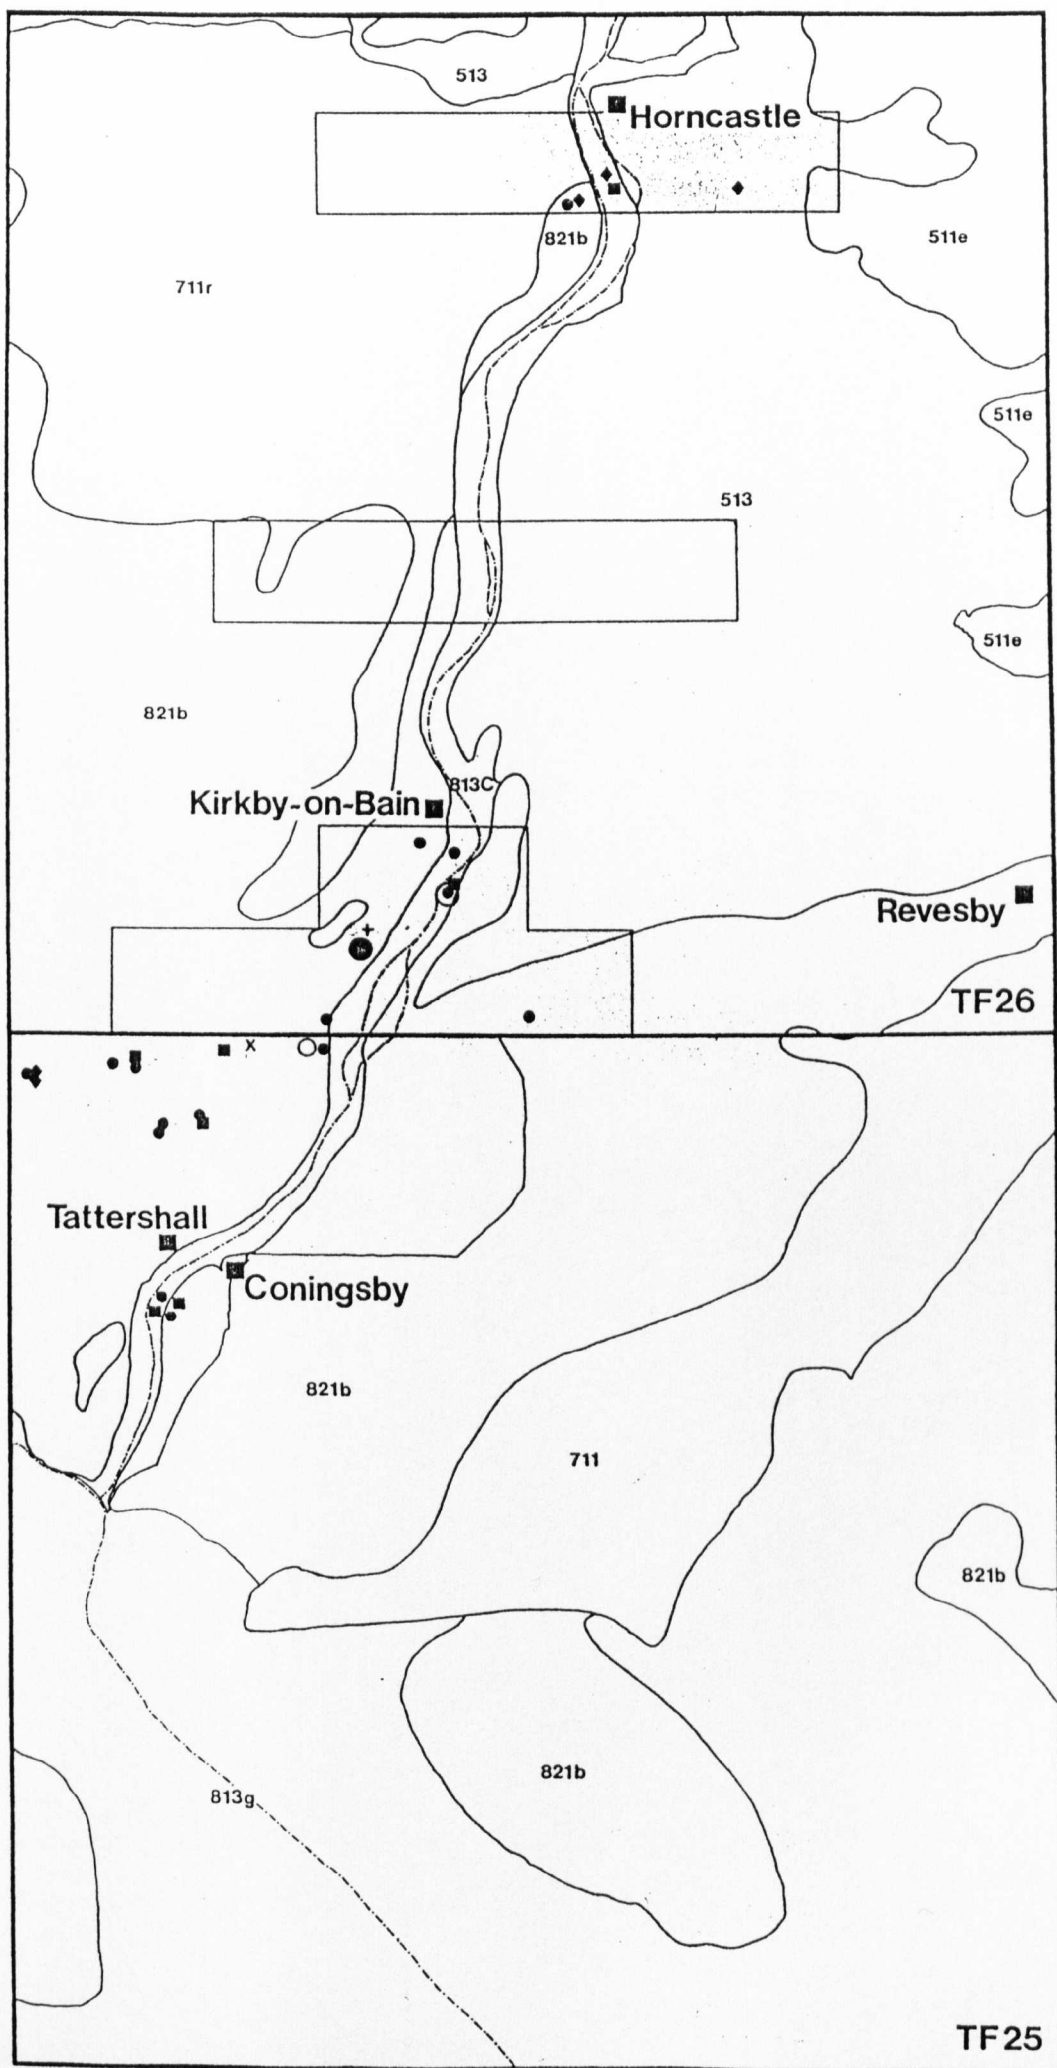 513
Horncastle
821b
511e
711r
511e
513
511e
821b
813C
Kirkby-on-Bain
Revesby
TF26
x
Tattershall
Coningsby
821b
711
821b
821b
813g
TF25